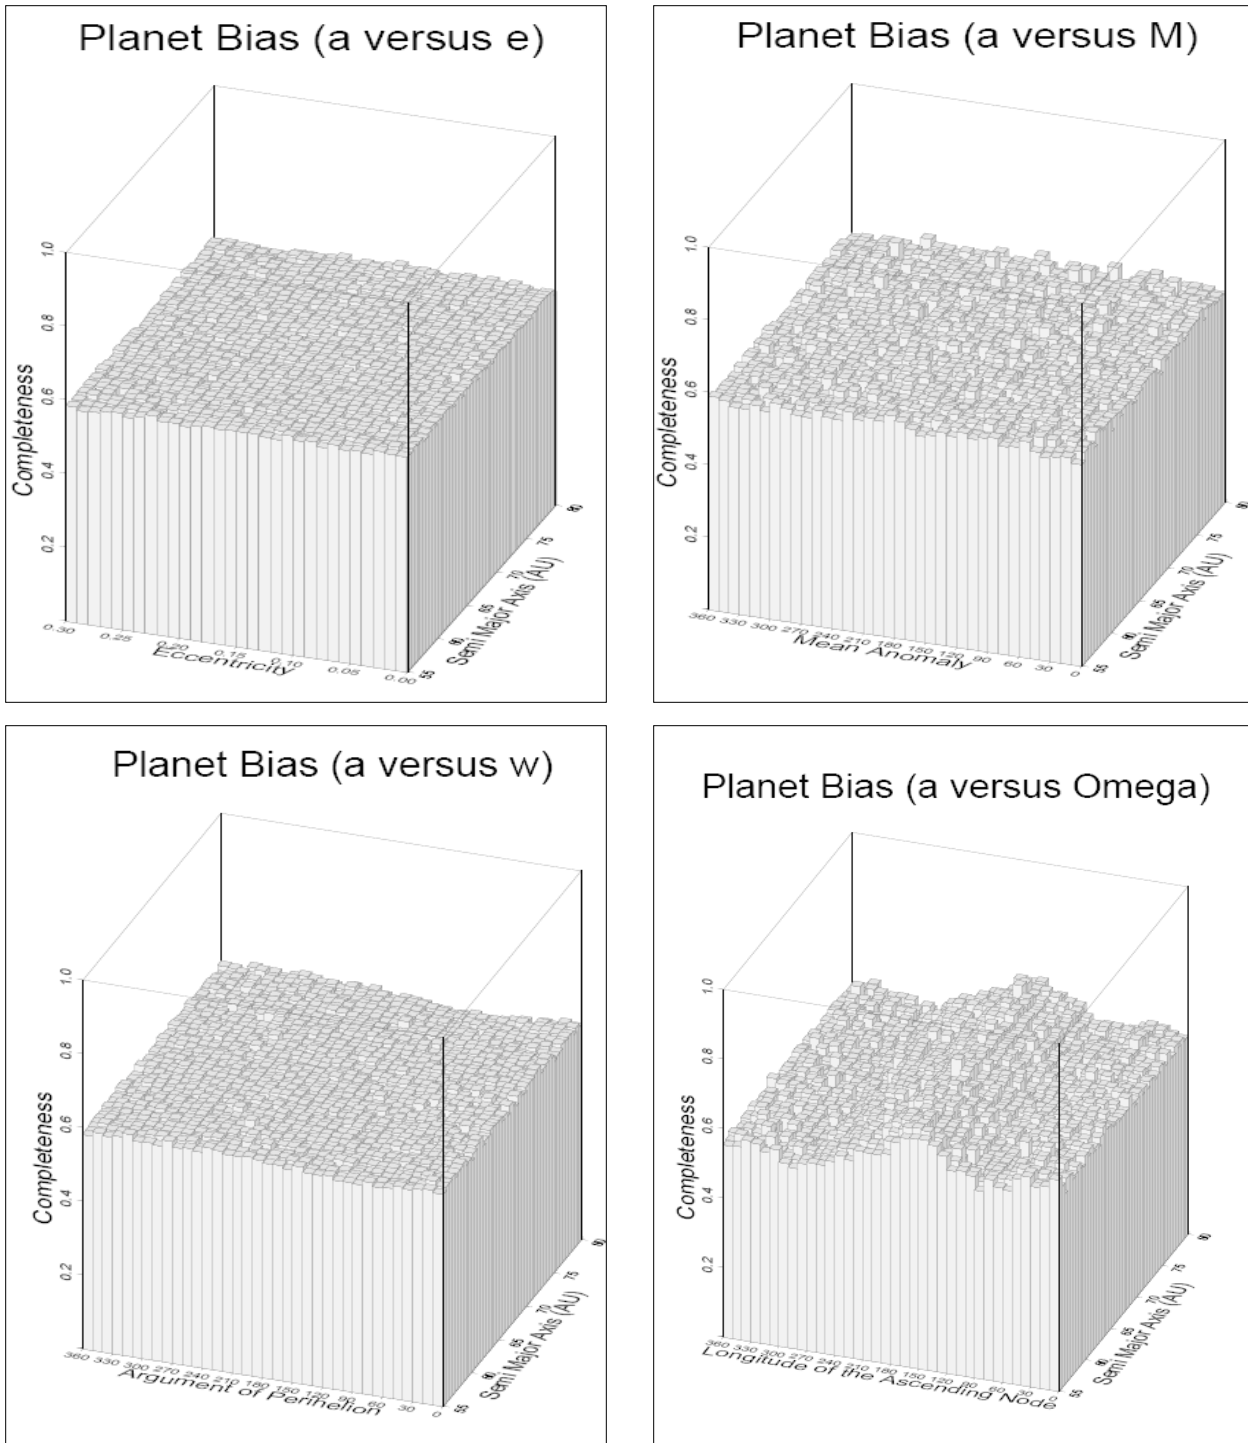 Planet Bias (a versus e)
Completeness
1.0
0.8
0.6
0.4
0.2
0.30
0.25
0.20
0.15
0.10
0.05
0.00
Eccentricity
55
60
65
70
75
80
Semi Major Axis (AU)
Planet Bias (a versus M)
Completeness
1.0
0.8
0.6
0.4
0.2
360 330 300 270 240 210 180 150 120 90 60 30 0
Mean Anomaly
55
60
65
70
75
80
Semi Major Axis (AU)
Planet Bias (a versus w)
Completeness
1.0
0.8
0.6
0.4
0.2
360 330 300 270 240 210 180 150 120 90 60 30 0
Argument of Perihelion
55
60
65
70
75
80
Semi Major Axis (AU)
Planet Bias (a versus Omega)
Completeness
1.0
0.8
0.6
0.4
0.2
360 330 300 270 240 210 180 150 120 90 60 30 0
Longitude of the Ascending Node
55
60
65
70
75
80
Semi Major Axis (AU)